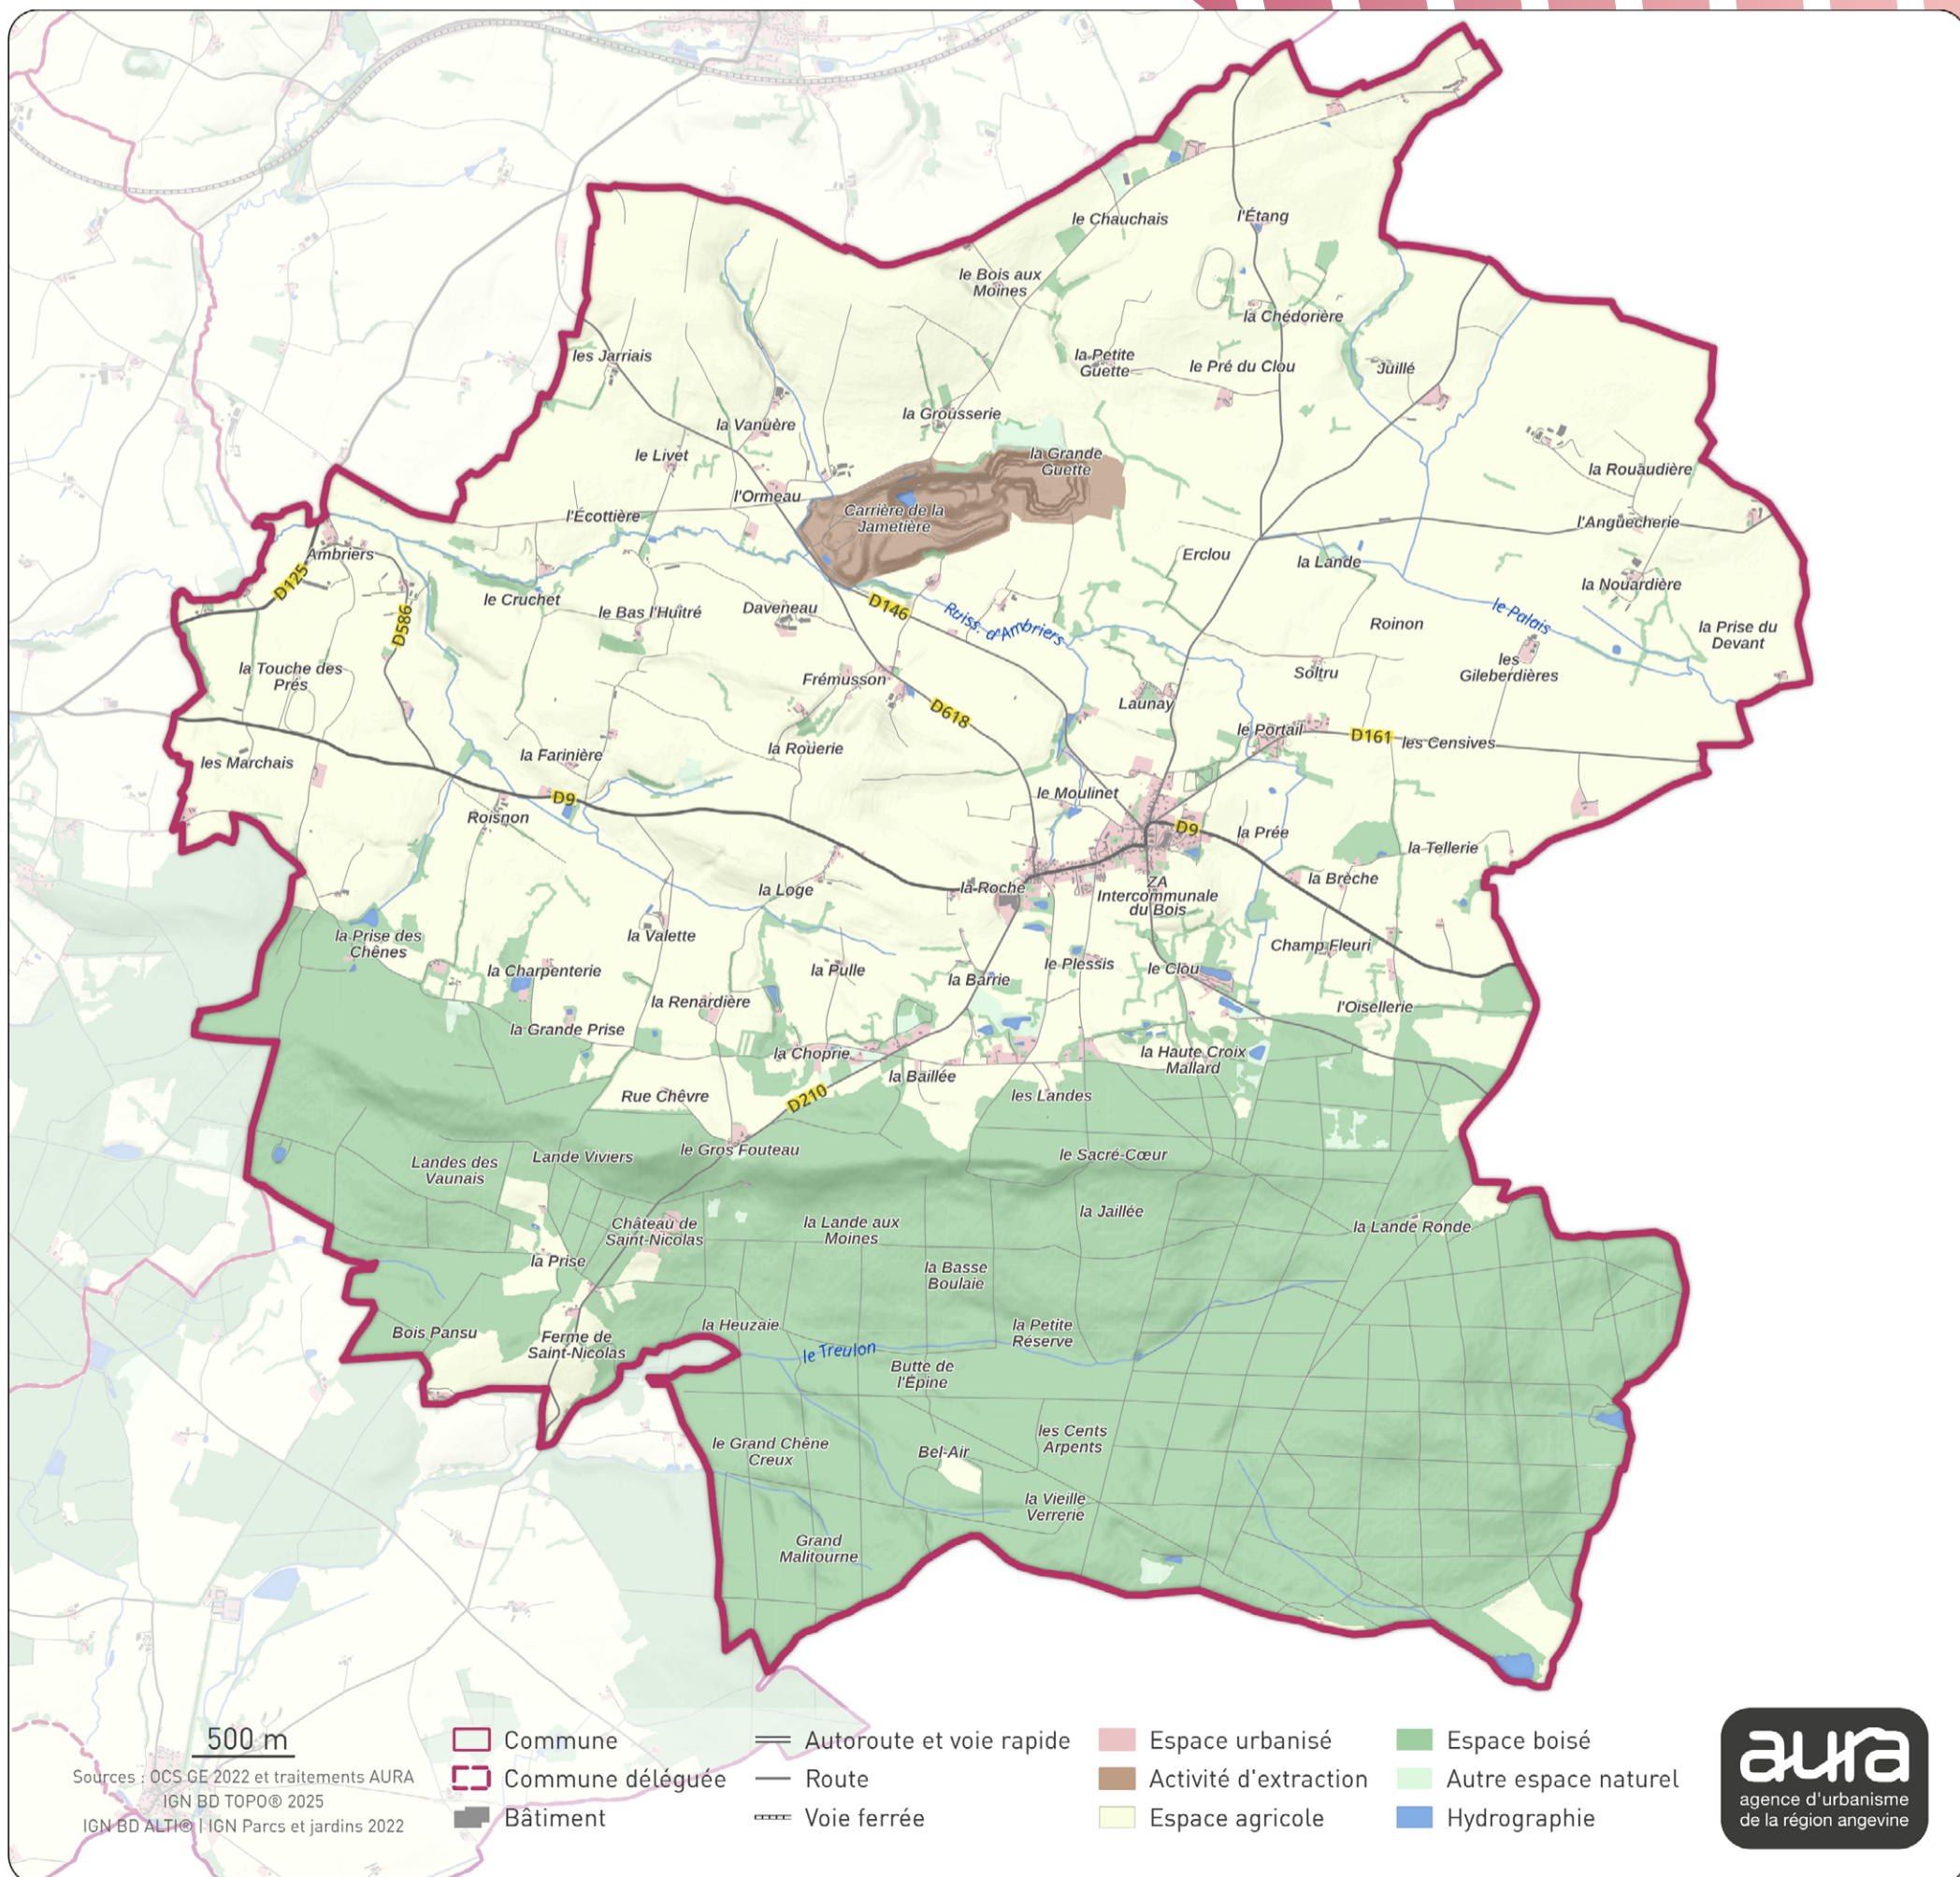 le Chauchais
l'Étang
le Bois aux
Moines
la Chédorière
les Jarriais
la Petite
Guette
le Pré du Clou
Juillé
la Grousserie
la Vanuère
le Livet
la Grande
Guette
la Rouaudière
l'Ormeau
l'Écottière
Carrière de la
Jametière
l'Anguecherie
Ambriers
Erclou
la Lande
D125
le Cruchet
le Bas l'Huîtré
Daveneau
D146
la Nouardière
D586
Ruiss. d'Ambriers
le Palais
Roinon
la Prise du
Devant
la Touche des
Prés
Frémusson
Soltru
les
Gileberdières
Launay
D618
le Portail
D161
les Censives
la Rouerie
la Farinière
les Marchais
D9
le Moulinet
Roisnon
D9
la Prée
la Tellerie
la Brèche
la Loge
la Roche
ZA
Intercommunale
du Bois
la Prise des
Chênes
la Valette
Champ Fleuri
la Charpenterie
la Pulle
la Barrie
le Plessis
le Clou
la Renardière
l'Oisellerie
la Grande Prise
la Choprie
la Haute Croix
Mallard
la Baillée
Rue Chêvre
D210
les Landes
le Gros Fouteau
Lande Viviers
le Sacré-Cœur
Landes des
Vaunais
la Jaillée
Château de
Saint-Nicolas
la Lande aux
Moines
la Lande Ronde
la Prise
la Basse
Boulaie
la Heuzaie
la Petite
Réserve
Bois Pansu
Ferme de
Saint-Nicolas
le Treulon
Butte de
l'Épine
le Grand Chêne
Creux
Bel-Air
les Cents
Arpents
la Vieille
Verrerie
Grand
Malitourne
500 m
Sources : OCS GE 2022 et traitements AURA
IGN BD TOPO® 2025
IGN BD ALTI® | IGN Parcs et jardins 2022
Commune
Commune déléguée
Bâtiment
Autoroute et voie rapide
Route
Voie ferrée
Espace urbanisé
Activité d'extraction
Espace agricole
Espace boisé
Autre espace naturel
Hydrographie
aura
agence d'urbanisme
de la région angevine